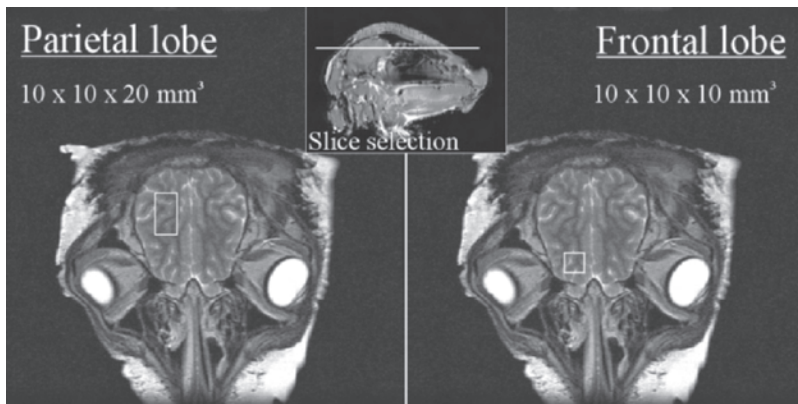 Parietal lobe
10 x 10 x 20 mm³
Slice selection
Frontal lobe
10 x 10 x 10 mm³